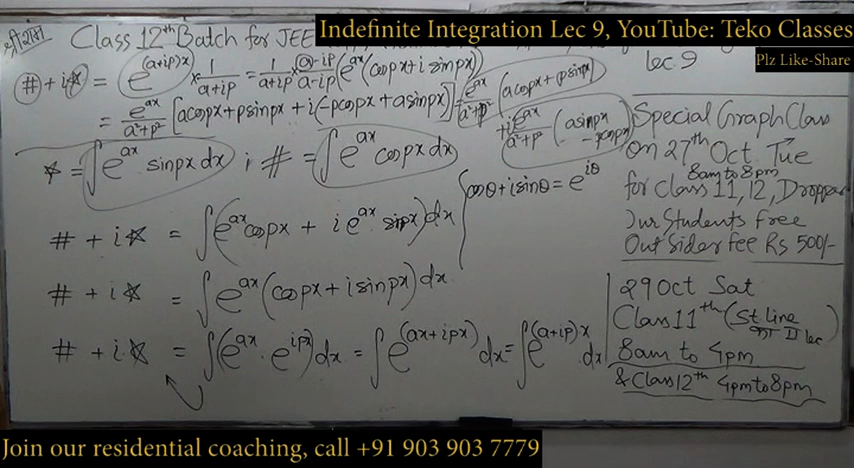 Indefinite Integration Lec 9, YouTube: Teko Classes
Plz Like-Share
श्री राम Class 12th Batch for JEE
Lec 9
# + i☆ = e^(a+ip)x × 1/(a+ip) = 1/(a+ip) × (a-ip)/(a-ip) (e^ax (cospx + i sinpx))
= e^ax/(a²+p²) [acospx + psinpx + i(-pcospx + asinpx)] = e^ax/(a²+p²) (acospx + psinpx)
+ i e^ax/(a²+p²) (asinpx - pcospx)
☆ = ∫e^ax sinpx dx ; # = ∫e^ax cospx dx
cosθ + isinθ = e^iθ
# + i☆ = ∫(e^ax cospx + i e^ax sinpx)dx
# + i☆ = ∫e^ax (cospx + i sinpx) dx
# + i☆ = ∫(e^ax · e^ipx)dx = ∫e^(ax+ipx) dx = ∫e^(a+ip)x dx
Special Graph Class
on 27th Oct Tue
8am to 8pm
for Class 11, 12, Dropper
Our Students Free
Out Sider fee Rs 500/-
29 Oct Sat
Class 11th (St. Line
II lec)
8am to 4pm
& Class 12th 4pm to 8pm
Join our residential coaching, call +91 903 903 7779